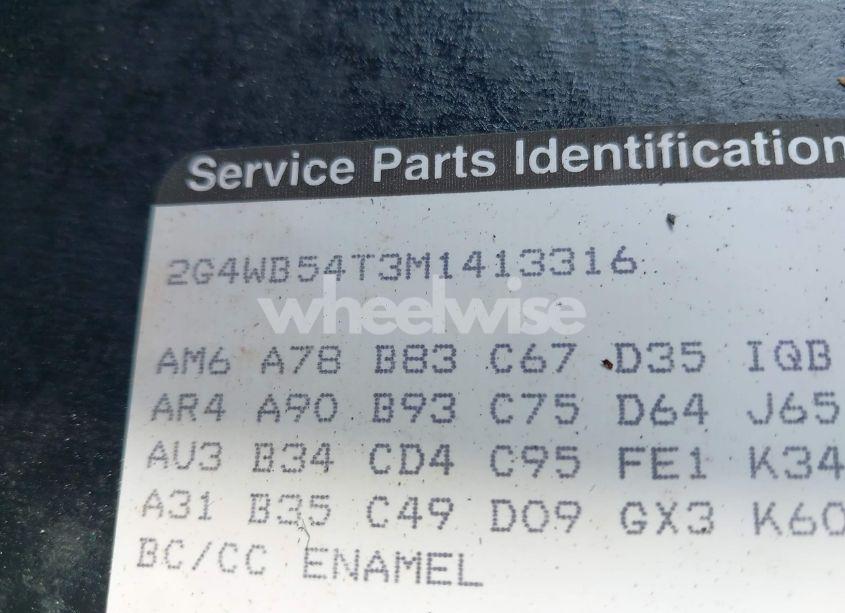 Service Parts Identification
2G4WB54T3M1413316
wheelwise
AM6 A78 B83 C67 D35 IQB
AR4 A90 B93 C75 D64 J65
AU3 B34 CD4 C95 FE1 K34
A31 B35 C49 D09 GX3 K60
BC/CC ENAMEL